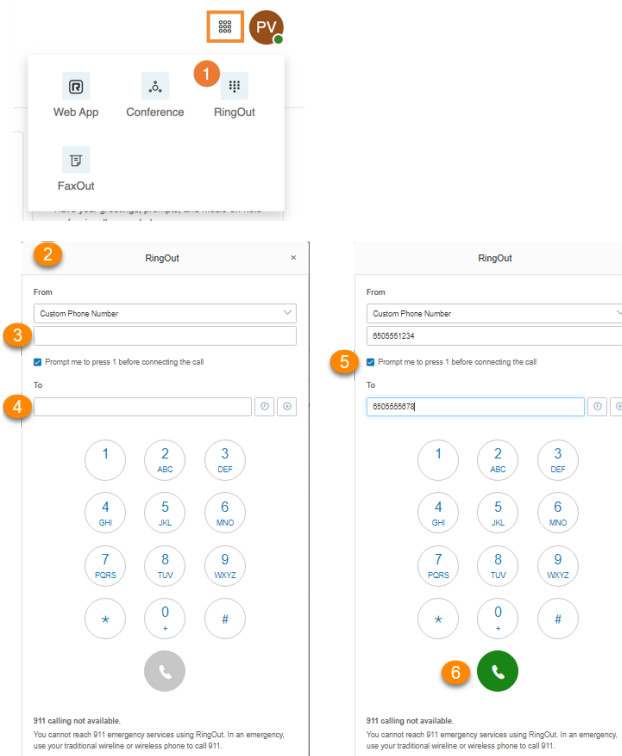 PV
1
Web App Conference RingOut
FaxOut
2
RingOut ×
From
Custom Phone Number
3
Prompt me to press 1 before connecting the call
To
4
1 2 ABC 3 DEF
4 GHI 5 JKL 6 MNO
7 PQRS 8 TUV 9 WXYZ
* 0 + #
911 calling not available.
You cannot reach 911 emergency services using RingOut. In an emergency,
use your traditional wireline or wireless phone to call 911.
RingOut
From
Custom Phone Number
6505551234
5
Prompt me to press 1 before connecting the call
To
6505555678
1 2 ABC 3 DEF
4 GHI 5 JKL 6 MNO
7 PQRS 8 TUV 9 WXYZ
* 0 + #
6
911 calling not available.
You cannot reach 911 emergency services using RingOut. In an emergency,
use your traditional wireline or wireless phone to call 911.